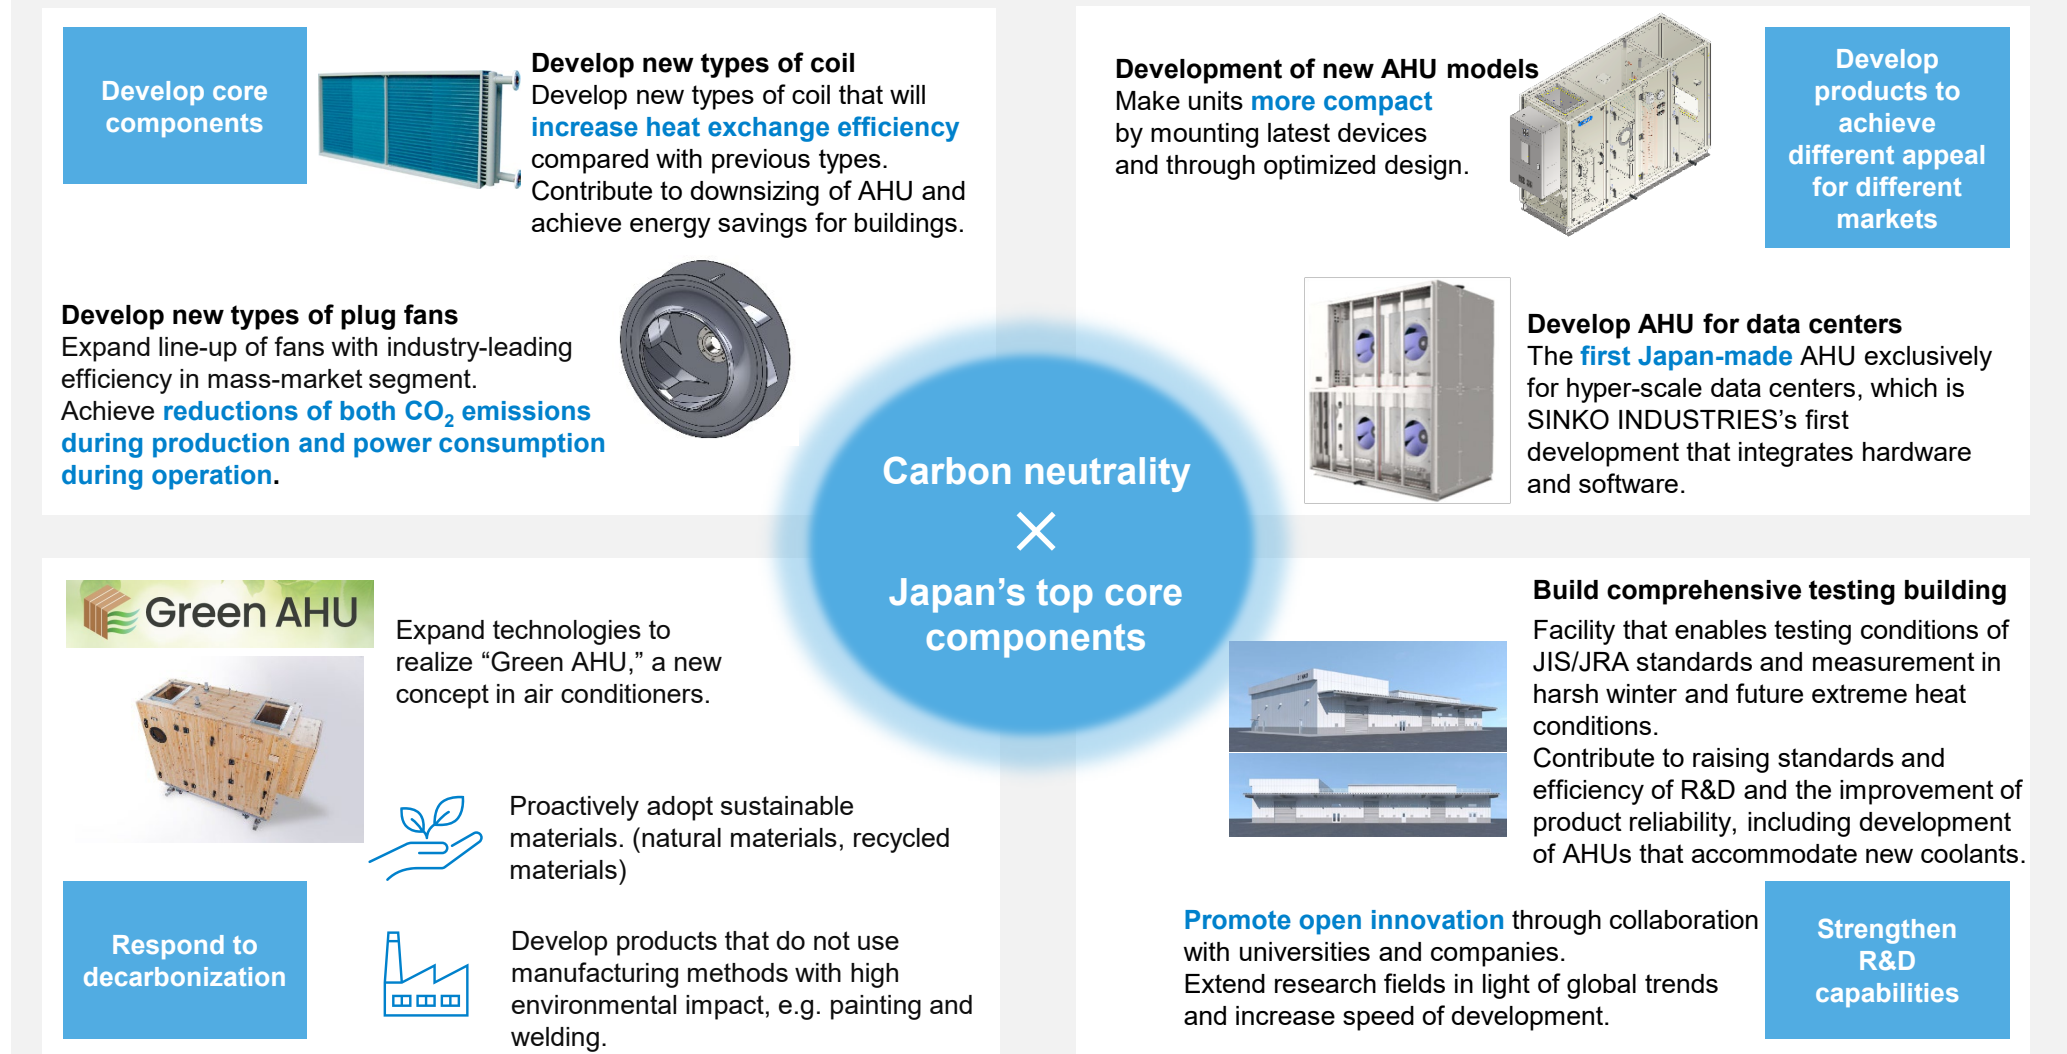 Develop core
components
Develop new types of coil
Develop new types of coil that will
increase heat exchange efficiency
compared with previous types.
Contribute to downsizing of AHU and
achieve energy savings for buildings.
Develop new types of plug fans
Expand line-up of fans with industry-leading
efficiency in mass-market segment.
Achieve reductions of both CO₂ emissions
during production and power consumption
during operation.
Development of new AHU models
Make units more compact
by mounting latest devices
and through optimized design.
Develop
products to
achieve
different appeal
for different
markets
Develop AHU for data centers
The first Japan-made AHU exclusively
for hyper-scale data centers, which is
SINKO INDUSTRIES’s first
development that integrates hardware
and software.
Carbon neutrality
×
Japan’s top core
components
Green AHU
Expand technologies to
realize “Green AHU,” a new
concept in air conditioners.
Proactively adopt sustainable
materials. (natural materials, recycled
materials)
Respond to
decarbonization
Develop products that do not use
manufacturing methods with high
environmental impact, e.g. painting and
welding.
Build comprehensive testing building
Facility that enables testing conditions of
JIS/JRA standards and measurement in
harsh winter and future extreme heat
conditions.
Contribute to raising standards and
efficiency of R&D and the improvement of
product reliability, including development
of AHUs that accommodate new coolants.
Promote open innovation through collaboration
with universities and companies.
Extend research fields in light of global trends
and increase speed of development.
Strengthen
R&D
capabilities